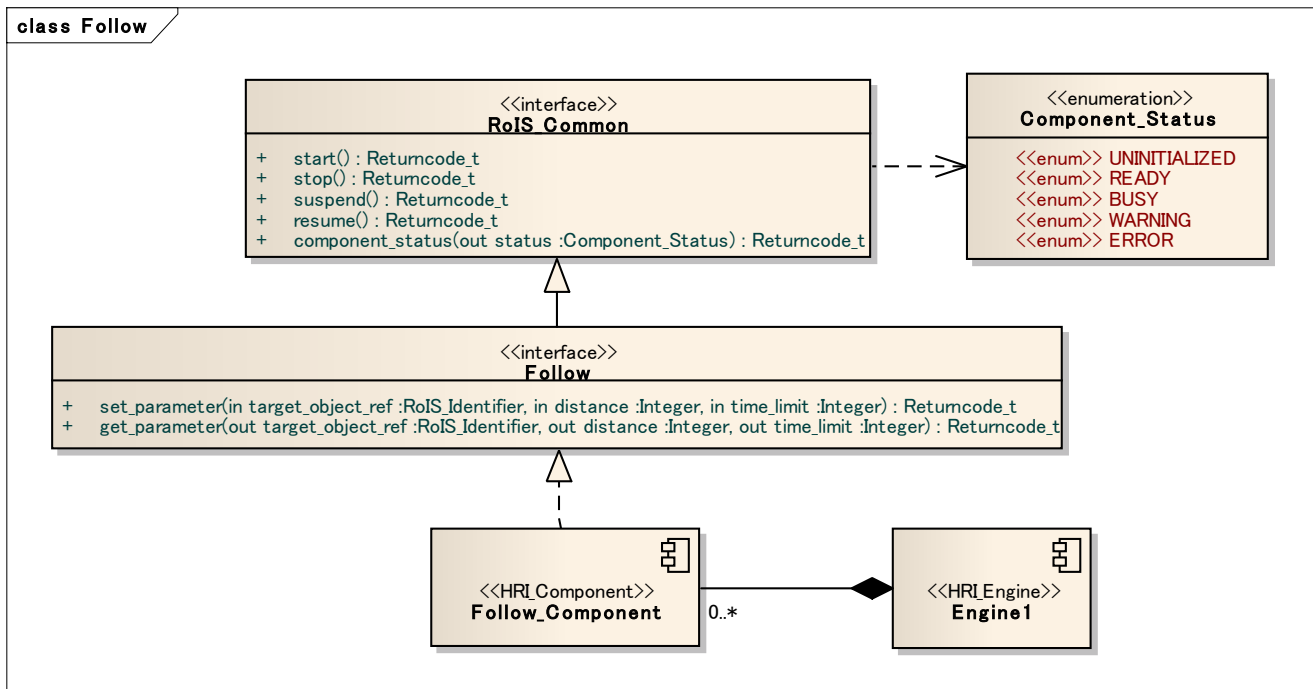 class Follow
<<interface>>
RoIS_Common
+ start() : Returncode_t
+ stop() : Returncode_t
+ suspend() : Returncode_t
+ resume() : Returncode_t
+ component_status(out status :Component_Status) : Returncode_t
<<enumeration>>
Component_Status
<<enum>> UNINITIALIZED
<<enum>> READY
<<enum>> BUSY
<<enum>> WARNING
<<enum>> ERROR
<<interface>>
Follow
+ set_parameter(in target_object_ref :RoIS_Identifier, in distance :Integer, in time_limit :Integer) : Returncode_t
+ get_parameter(out target_object_ref :RoIS_Identifier, out distance :Integer, out time_limit :Integer) : Returncode_t
<<HRI_Component>>
Follow_Component
0..*
<<HRI_Engine>>
Engine1